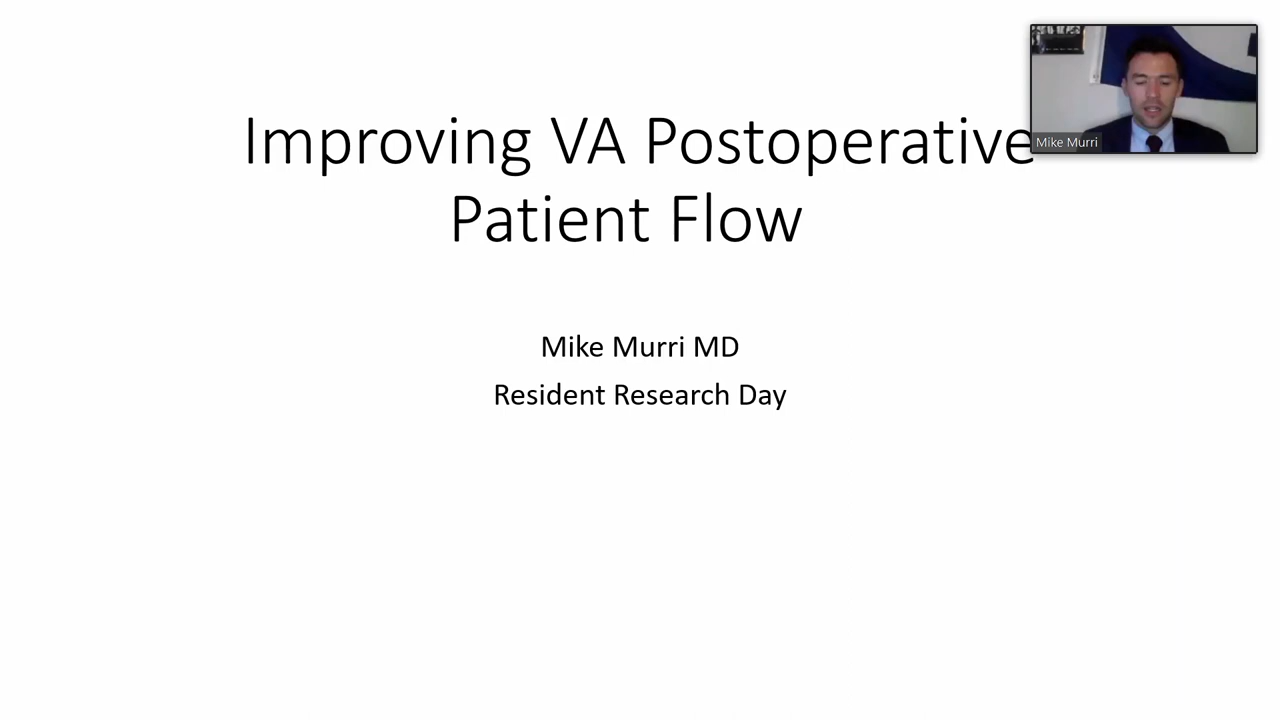 Improving VA Postoperative
Patient Flow
Mike Murri
Mike Murri MD
Resident Research Day